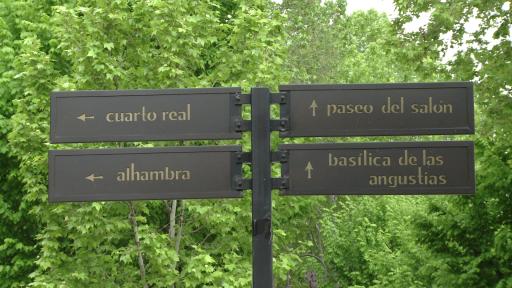 ← cuarto real
← alhambra
↑ paseo del salón
↑ basílica de las
angustias